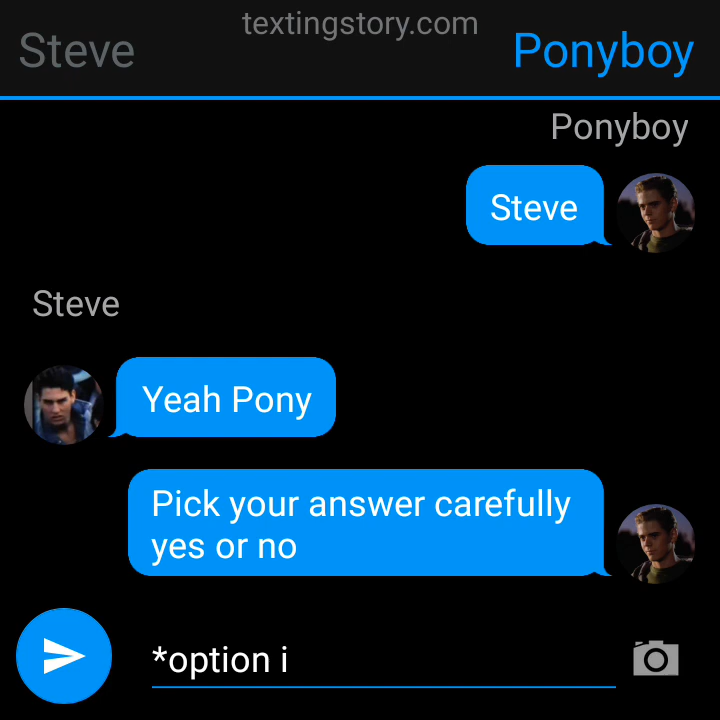 textingstory.com
Steve
Ponyboy
Ponyboy
Steve
Steve
Yeah Pony
Pick your answer carefully
yes or no
*option i